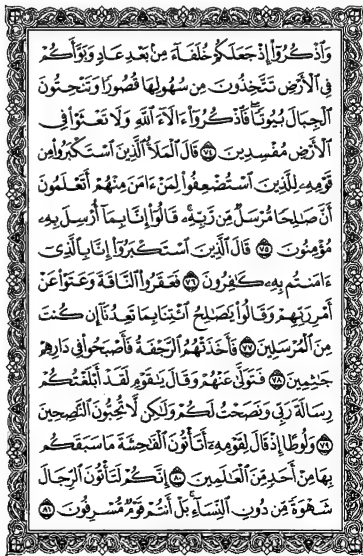 وَٱذْكُرُوٓا۟ إِذْ جَعَلَكُمْ خُلَفَآءَ مِنۢ بَعْدِ عَادٍ وَبَوَّأَكُمْ
فِى ٱلْأَرْضِ تَتَّخِذُونَ مِن سُهُولِهَا قُصُورًا وَتَنْحِتُونَ
ٱلْجِبَالَ بُيُوتًا ۖ فَٱذْكُرُوٓا۟ ءَالَآءَ ٱللَّهِ وَلَا تَعْثَوْا۟ فِى
ٱلْأَرْضِ مُفْسِدِينَ ۝٧٤ قَالَ ٱلْمَلَأُ ٱلَّذِينَ ٱسْتَكْبَرُوا۟ مِن
قَوْمِهِۦ لِلَّذِينَ ٱسْتُضْعِفُوا۟ لِمَنْ ءَامَنَ مِنْهُمْ أَتَعْلَمُونَ
أَنَّ صَٰلِحًا مُّرْسَلٌ مِّن رَّبِّهِۦ ۚ قَالُوٓا۟ إِنَّا بِمَآ أُرْسِلَ بِهِۦ
مُؤْمِنُونَ ۝٧٥ قَالَ ٱلَّذِينَ ٱسْتَكْبَرُوٓا۟ إِنَّا بِٱلَّذِىٓ
ءَامَنتُم بِهِۦ كَٰفِرُونَ ۝٧٦ فَعَقَرُوا۟ ٱلنَّاقَةَ وَعَتَوْا۟ عَنْ
أَمْرِ رَبِّهِمْ وَقَالُوا۟ يَٰصَٰلِحُ ٱئْتِنَا بِمَا تَعِدُنَآ إِن كُنتَ
مِنَ ٱلْمُرْسَلِينَ ۝٧٧ فَأَخَذَتْهُمُ ٱلرَّجْفَةُ فَأَصْبَحُوا۟ فِى دَارِهِمْ
جَٰثِمِينَ ۝٧٨ فَتَوَلَّىٰ عَنْهُمْ وَقَالَ يَٰقَوْمِ لَقَدْ أَبْلَغْتُكُمْ
رِسَالَةَ رَبِّى وَنَصَحْتُ لَكُمْ وَلَٰكِن لَّا تُحِبُّونَ ٱلنَّٰصِحِينَ
۝٧٩ وَلُوطًا إِذْ قَالَ لِقَوْمِهِۦٓ أَتَأْتُونَ ٱلْفَٰحِشَةَ مَا سَبَقَكُم
بِهَا مِنْ أَحَدٍ مِّنَ ٱلْعَٰلَمِينَ ۝٨٠ إِنَّكُمْ لَتَأْتُونَ ٱلرِّجَالَ
شَهْوَةً مِّن دُونِ ٱلنِّسَآءِ ۚ بَلْ أَنتُمْ قَوْمٌ مُّسْرِفُونَ ۝٨١